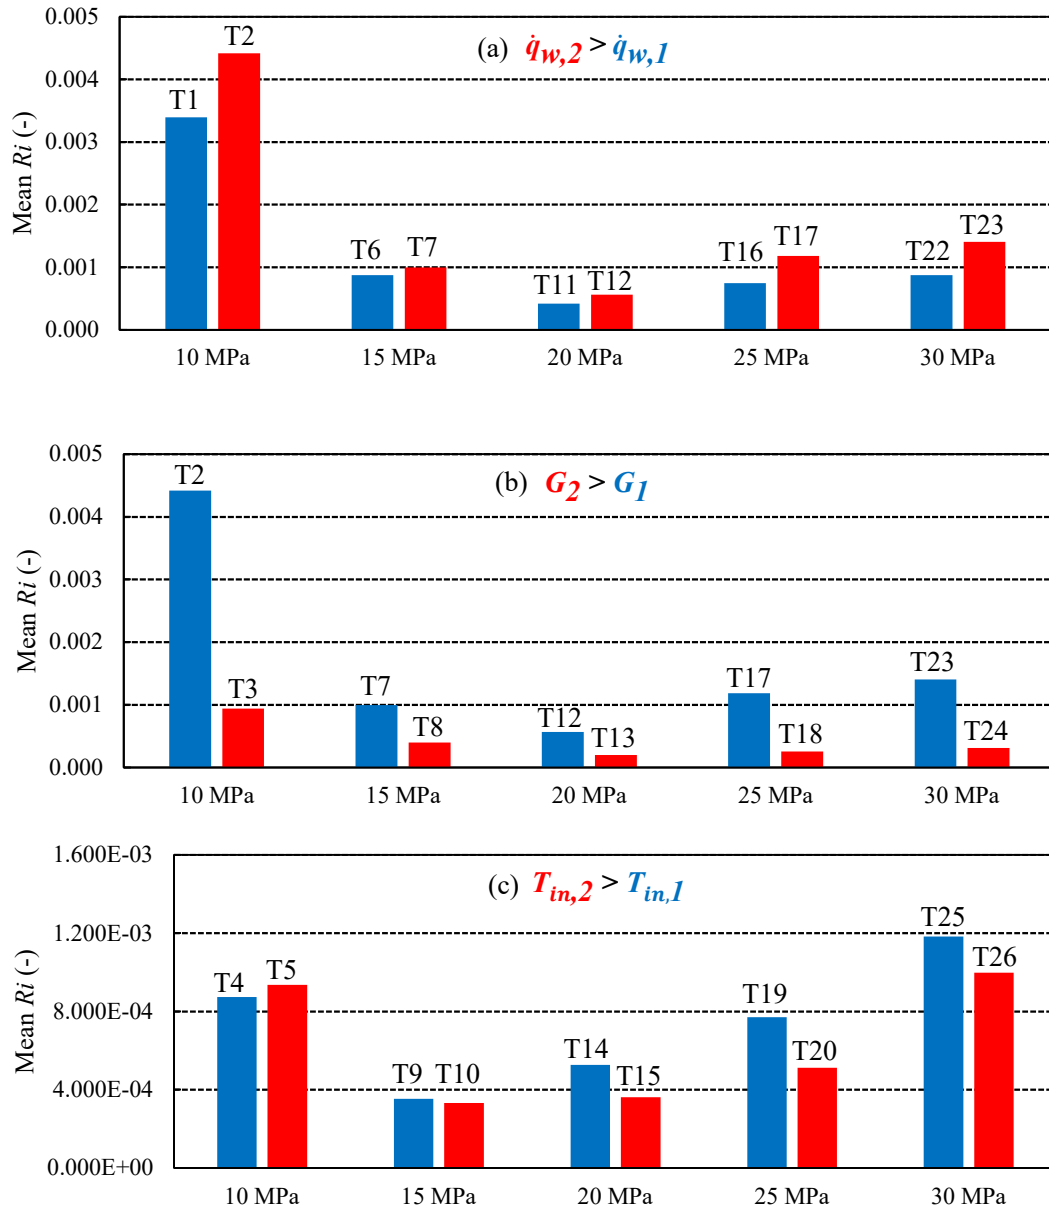 0.005
(a) q̇w,2 > q̇w,1
T2
0.004
T1
0.003
Mean Ri (-)
0.002
T6 T7 T16 T17 T22 T23
0.001
T11 T12
0.000
10 MPa 15 MPa 20 MPa 25 MPa 30 MPa
0.005
T2
(b) G2 > G1
0.004
0.003
Mean Ri (-)
0.002
T3 T7 T17 T23
0.001
T8 T12 T13 T18 T24
0.000
10 MPa 15 MPa 20 MPa 25 MPa 30 MPa
1.600E-03
(c) Tin,2 > Tin,1
T25
1.200E-03
T4 T5 T19 T26
Mean Ri (-)
8.000E-04
T9 T10 T14 T15 T20
4.000E-04
0.000E+00
10 MPa 15 MPa 20 MPa 25 MPa 30 MPa